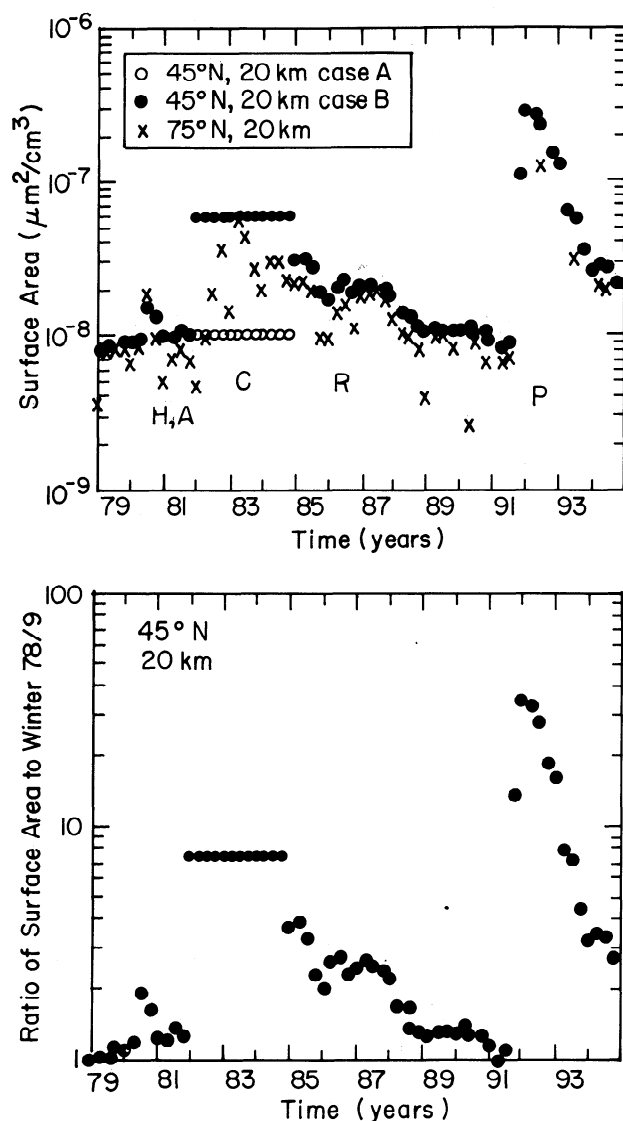 10⁻⁶
○ 45°N, 20 km case A
● 45°N, 20 km case B
x 75°N, 20 km
10⁻⁷
10⁻⁸
10⁻⁹
Surface Area (μm²/cm³)
H,A
C
R
P
79 81 83 85 87 89 91 93
Time (years)
100
45° N
20 km
10
1
Ratio of Surface Area to Winter 78/9
79 81 83 85 87 89 91 93
Time (years)